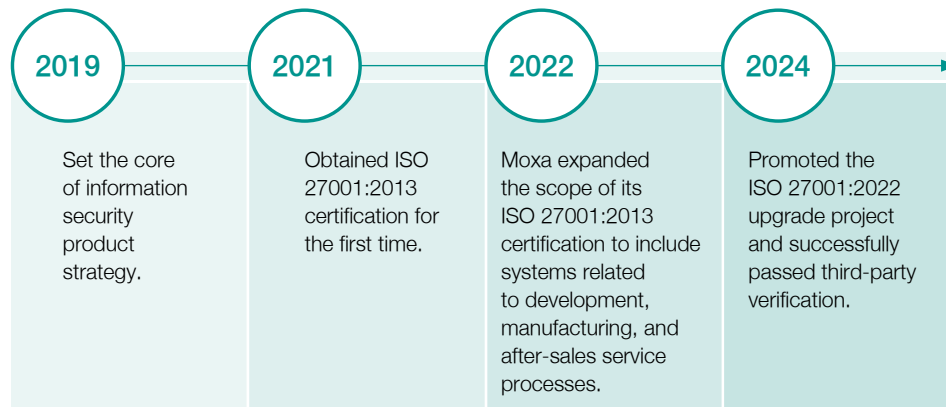 2019
2021
2022
2024
Set the core
of information
security
product
strategy.
Obtained ISO
27001:2013
certification for
the first time.
Moxa expanded
the scope of its
ISO 27001:2013
certification to include
systems related
to development,
manufacturing, and
after-sales service
processes.
Promoted the
ISO 27001:2022
upgrade project
and successfully
passed third-party
verification.